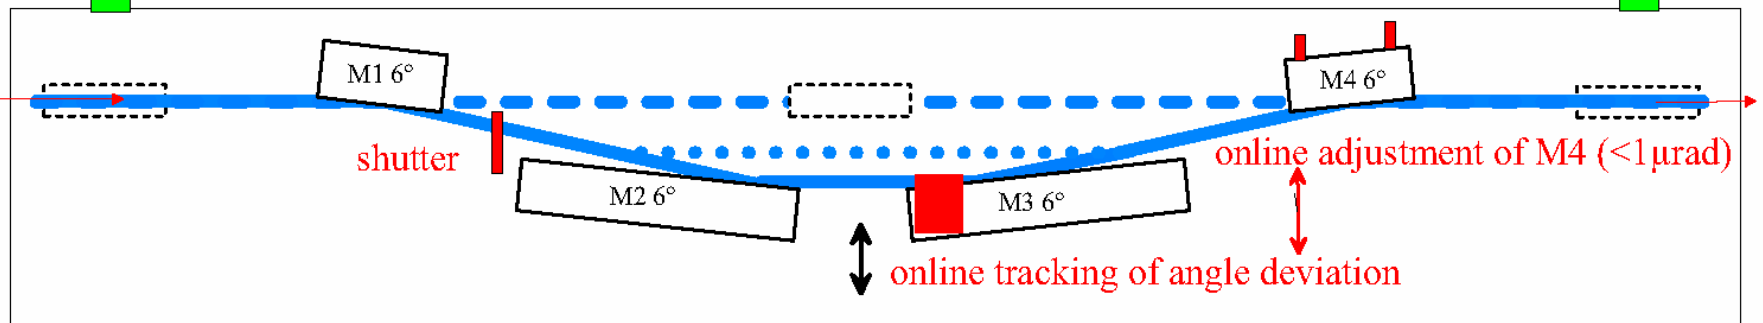 M1 6°
M4 6°
shutter
online adjustment of M4 (<1μrad)
M2 6°
M3 6°
online tracking of angle deviation